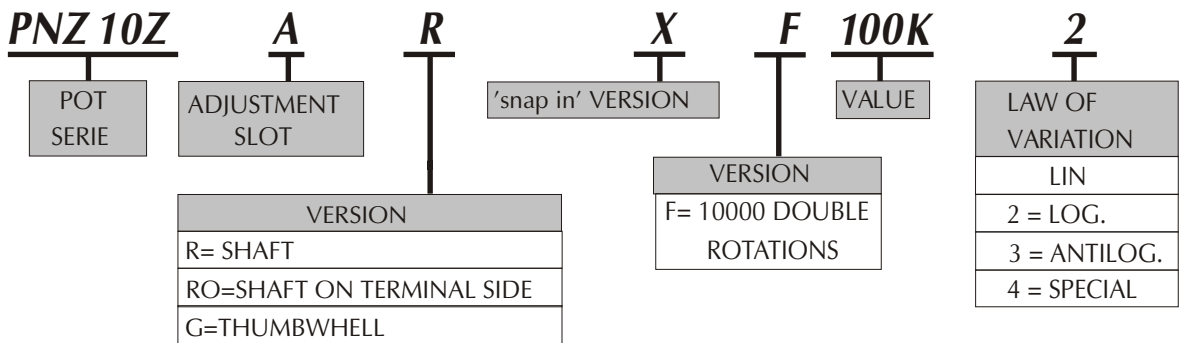 PNZ 10Z A R X F 100K 2
POT
SERIE
ADJUSTMENT
SLOT
'snap in' VERSION
VALUE
LAW OF
VARIATION
LIN
2 = LOG.
3 = ANTILOG.
4 = SPECIAL
VERSION
F= 10000 DOUBLE
ROTATIONS
VERSION
R= SHAFT
RO=SHAFT ON TERMINAL SIDE
G=THUMBWHELL